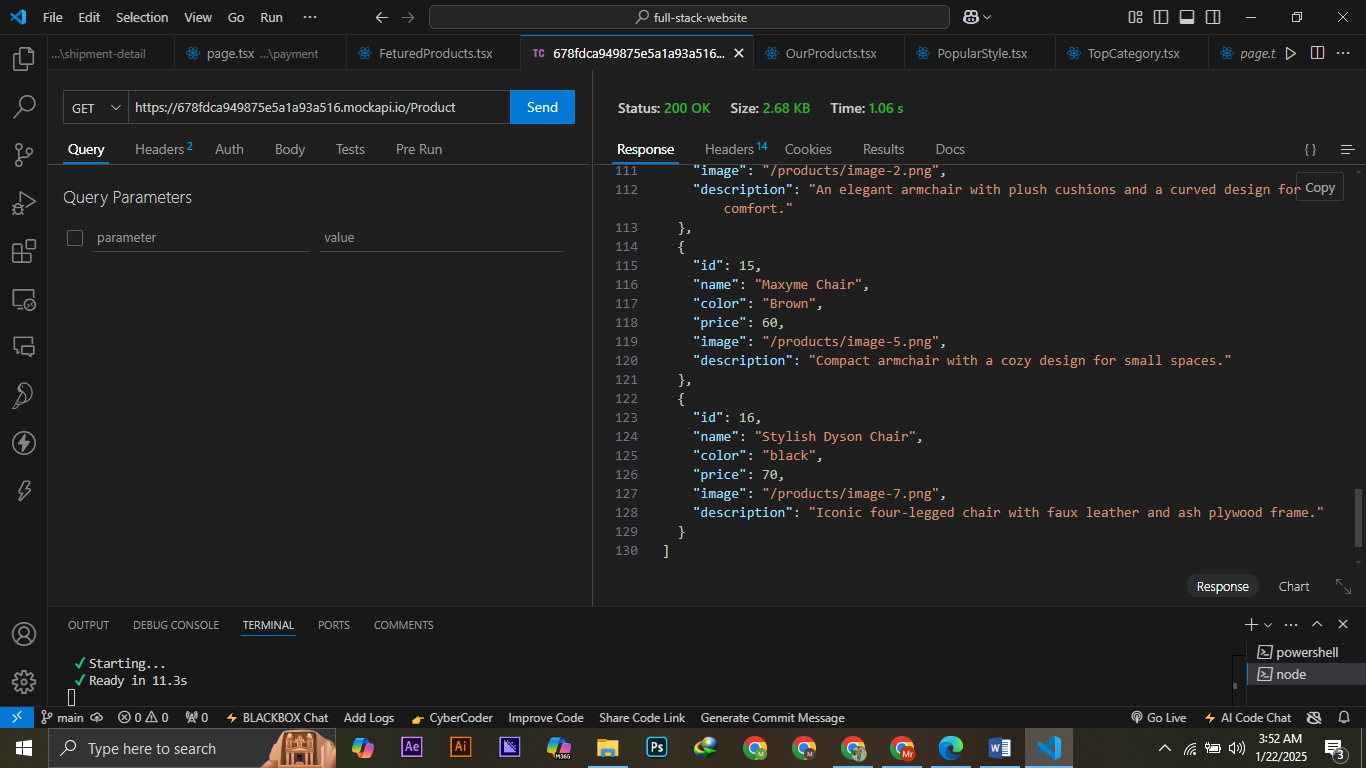 File Edit Selection View Go Run ··· full-stack-website
...\shipment-detail page.tsx ...\payment FeturedProducts.tsx TC 678fdca949875e5a1a93a516... OurProducts.tsx PopularStyle.tsx TopCategory.tsx page.t
GET https://678fdca949875e5a1a93a516.mockapi.io/Product Send
Query Headers 2 Auth Body Tests Pre Run
Query Parameters
parameter value
Status: 200 OK Size: 2.68 KB Time: 1.06 s
Response Headers 14 Cookies Results Docs { }
Copy
111 "image": "/products/image-2.png",
112 "description": "An elegant armchair with plush cushions and a curved design for
comfort."
113 },
114 {
115 "id": 15,
116 "name": "Maxyme Chair",
117 "color": "Brown",
118 "price": 60,
119 "image": "/products/image-5.png",
120 "description": "Compact armchair with a cozy design for small spaces."
121 },
122 {
123 "id": 16,
124 "name": "Stylish Dyson Chair",
125 "color": "black",
126 "price": 70,
127 "image": "/products/image-7.png",
128 "description": "Iconic four-legged chair with faux leather and ash plywood frame."
129 }
130 ]
Response Chart
OUTPUT DEBUG CONSOLE TERMINAL PORTS COMMENTS
✓ Starting...
✓ Ready in 11.3s
powershell
node
main 0 0 0 BLACKBOX Chat Add Logs CyberCoder Improve Code Share Code Link Generate Commit Message Go Live AI Code Chat
Type here to search Ae Ai M365 Ps M M Mr W
3:52 AM
1/22/2025
3